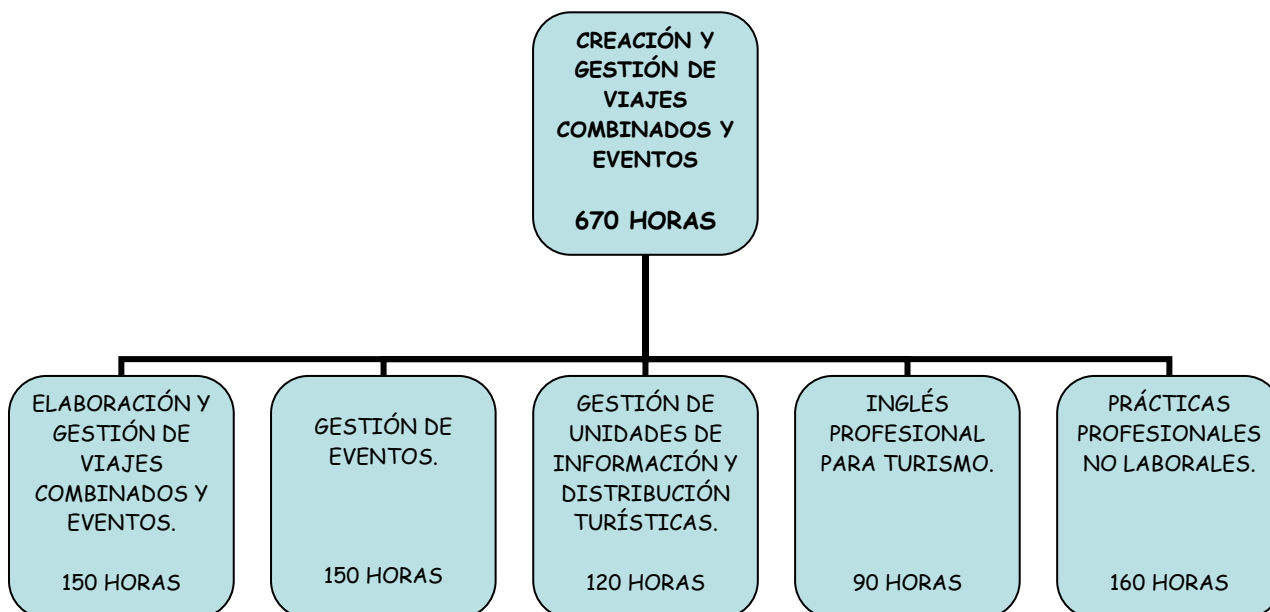 CREACIÓN Y
GESTIÓN DE
VIAJES
COMBINADOS Y
EVENTOS
670 HORAS
ELABORACIÓN Y
GESTIÓN DE
VIAJES
COMBINADOS Y
EVENTOS.
150 HORAS
GESTIÓN DE
EVENTOS.
150 HORAS
GESTIÓN DE
UNIDADES DE
INFORMACIÓN Y
DISTRIBUCIÓN
TURÍSTICAS.
120 HORAS
INGLÉS
PROFESIONAL
PARA TURISMO.
90 HORAS
PRÁCTICAS
PROFESIONALES
NO LABORALES.
160 HORAS